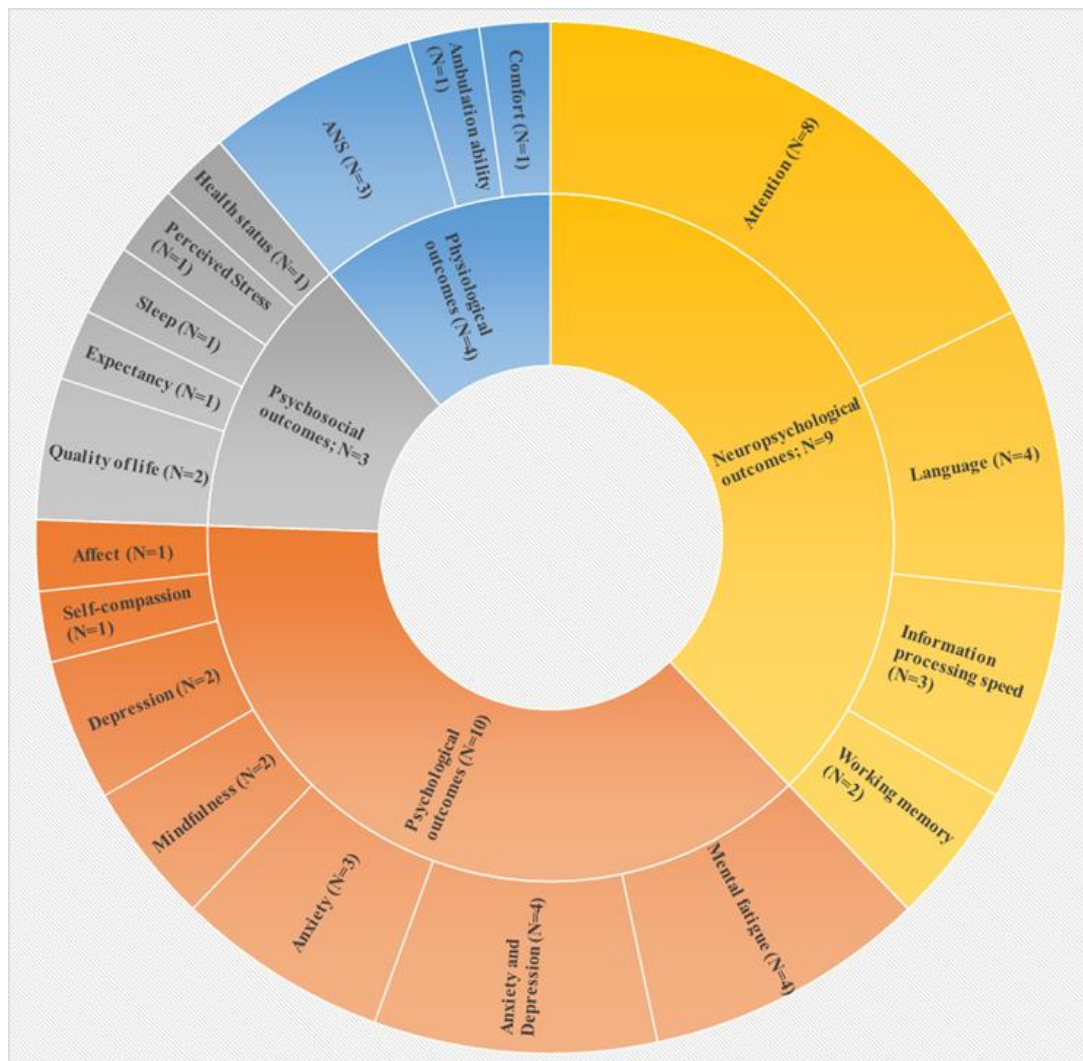 Attention (N=8)
Language (N=4)
Information
processing speed
(N=3)
Working memory
(N=2)
Neuropsychological
outcomes; N=9
Mental fatigue (N=4)
Anxiety and
Depression (N=4)
Anxiety (N=3)
Mindfulness (N=2)
Depression (N=2)
Self-compassion
(N=1)
Affect (N=1)
Psychological
outcomes (N=10)
Quality of life (N=2)
Expectancy (N=1)
Sleep (N=1)
Perceived Stress
(N=1)
Health status (N=1)
Psychosocial
outcomes; N=3
ANS (N=3)
Ambulation ability
(N=1)
Comfort (N=1)
Physiological
outcomes (N=4)